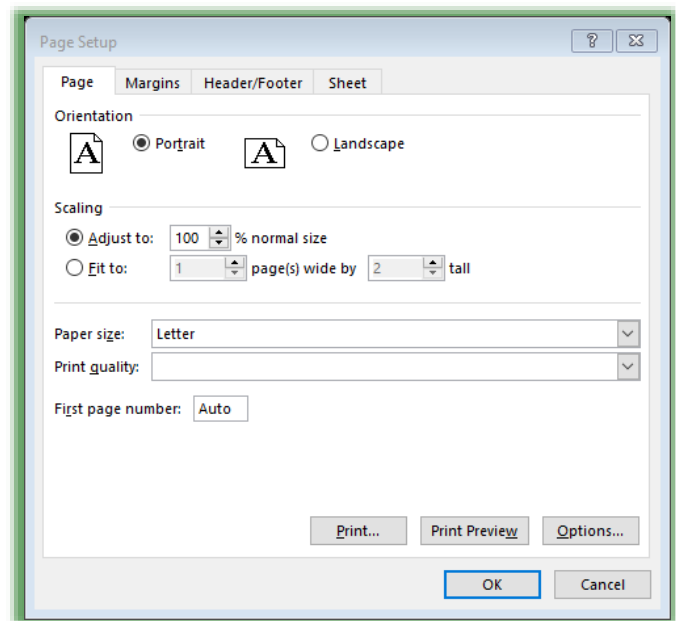 Page Setup ?
Page Margins Header/Footer Sheet
Orientation
A Portrait A Landscape
Scaling
Adjust to: 100 % normal size
Fit to: 1 page(s) wide by 2 tall
Paper size: Letter
Print quality:
First page number: Auto
Print... Print Preview Options...
OK Cancel